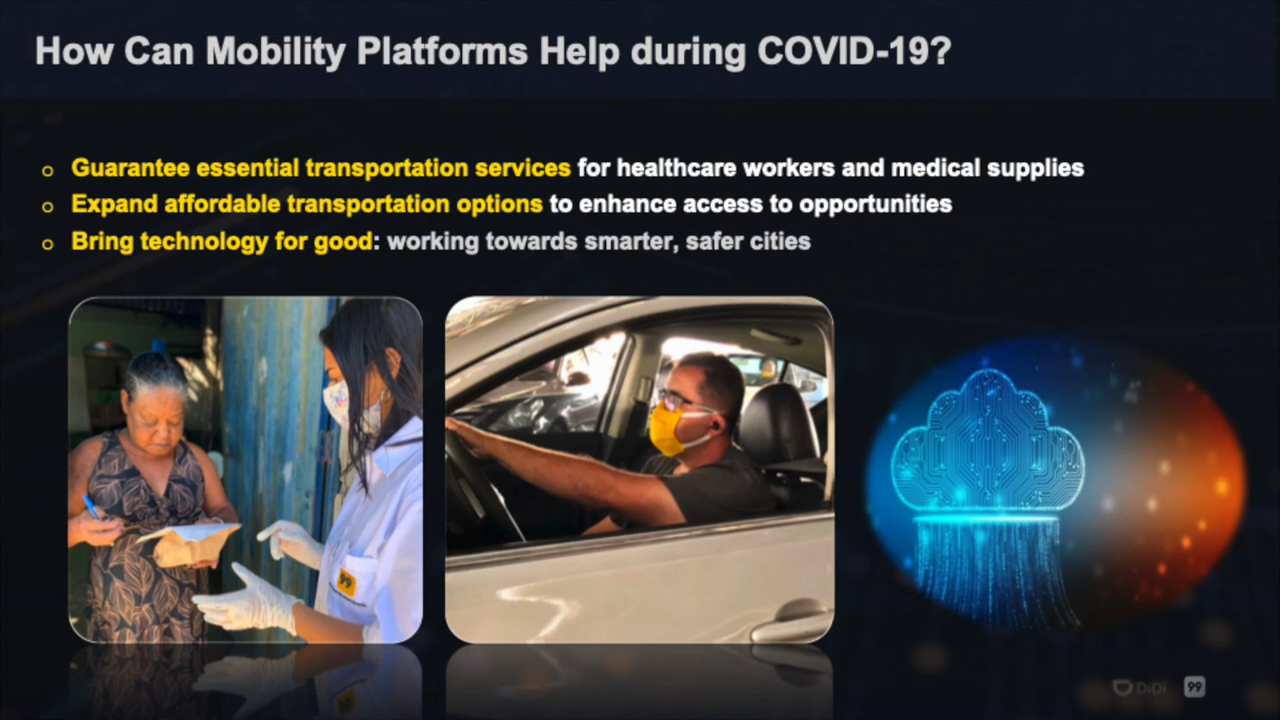 How Can Mobility Platforms Help during COVID-19?
Guarantee essential transportation services for healthcare workers and medical supplies
Expand affordable transportation options to enhance access to opportunities
Bring technology for good: working towards smarter, safer cities
99
DiDi 99